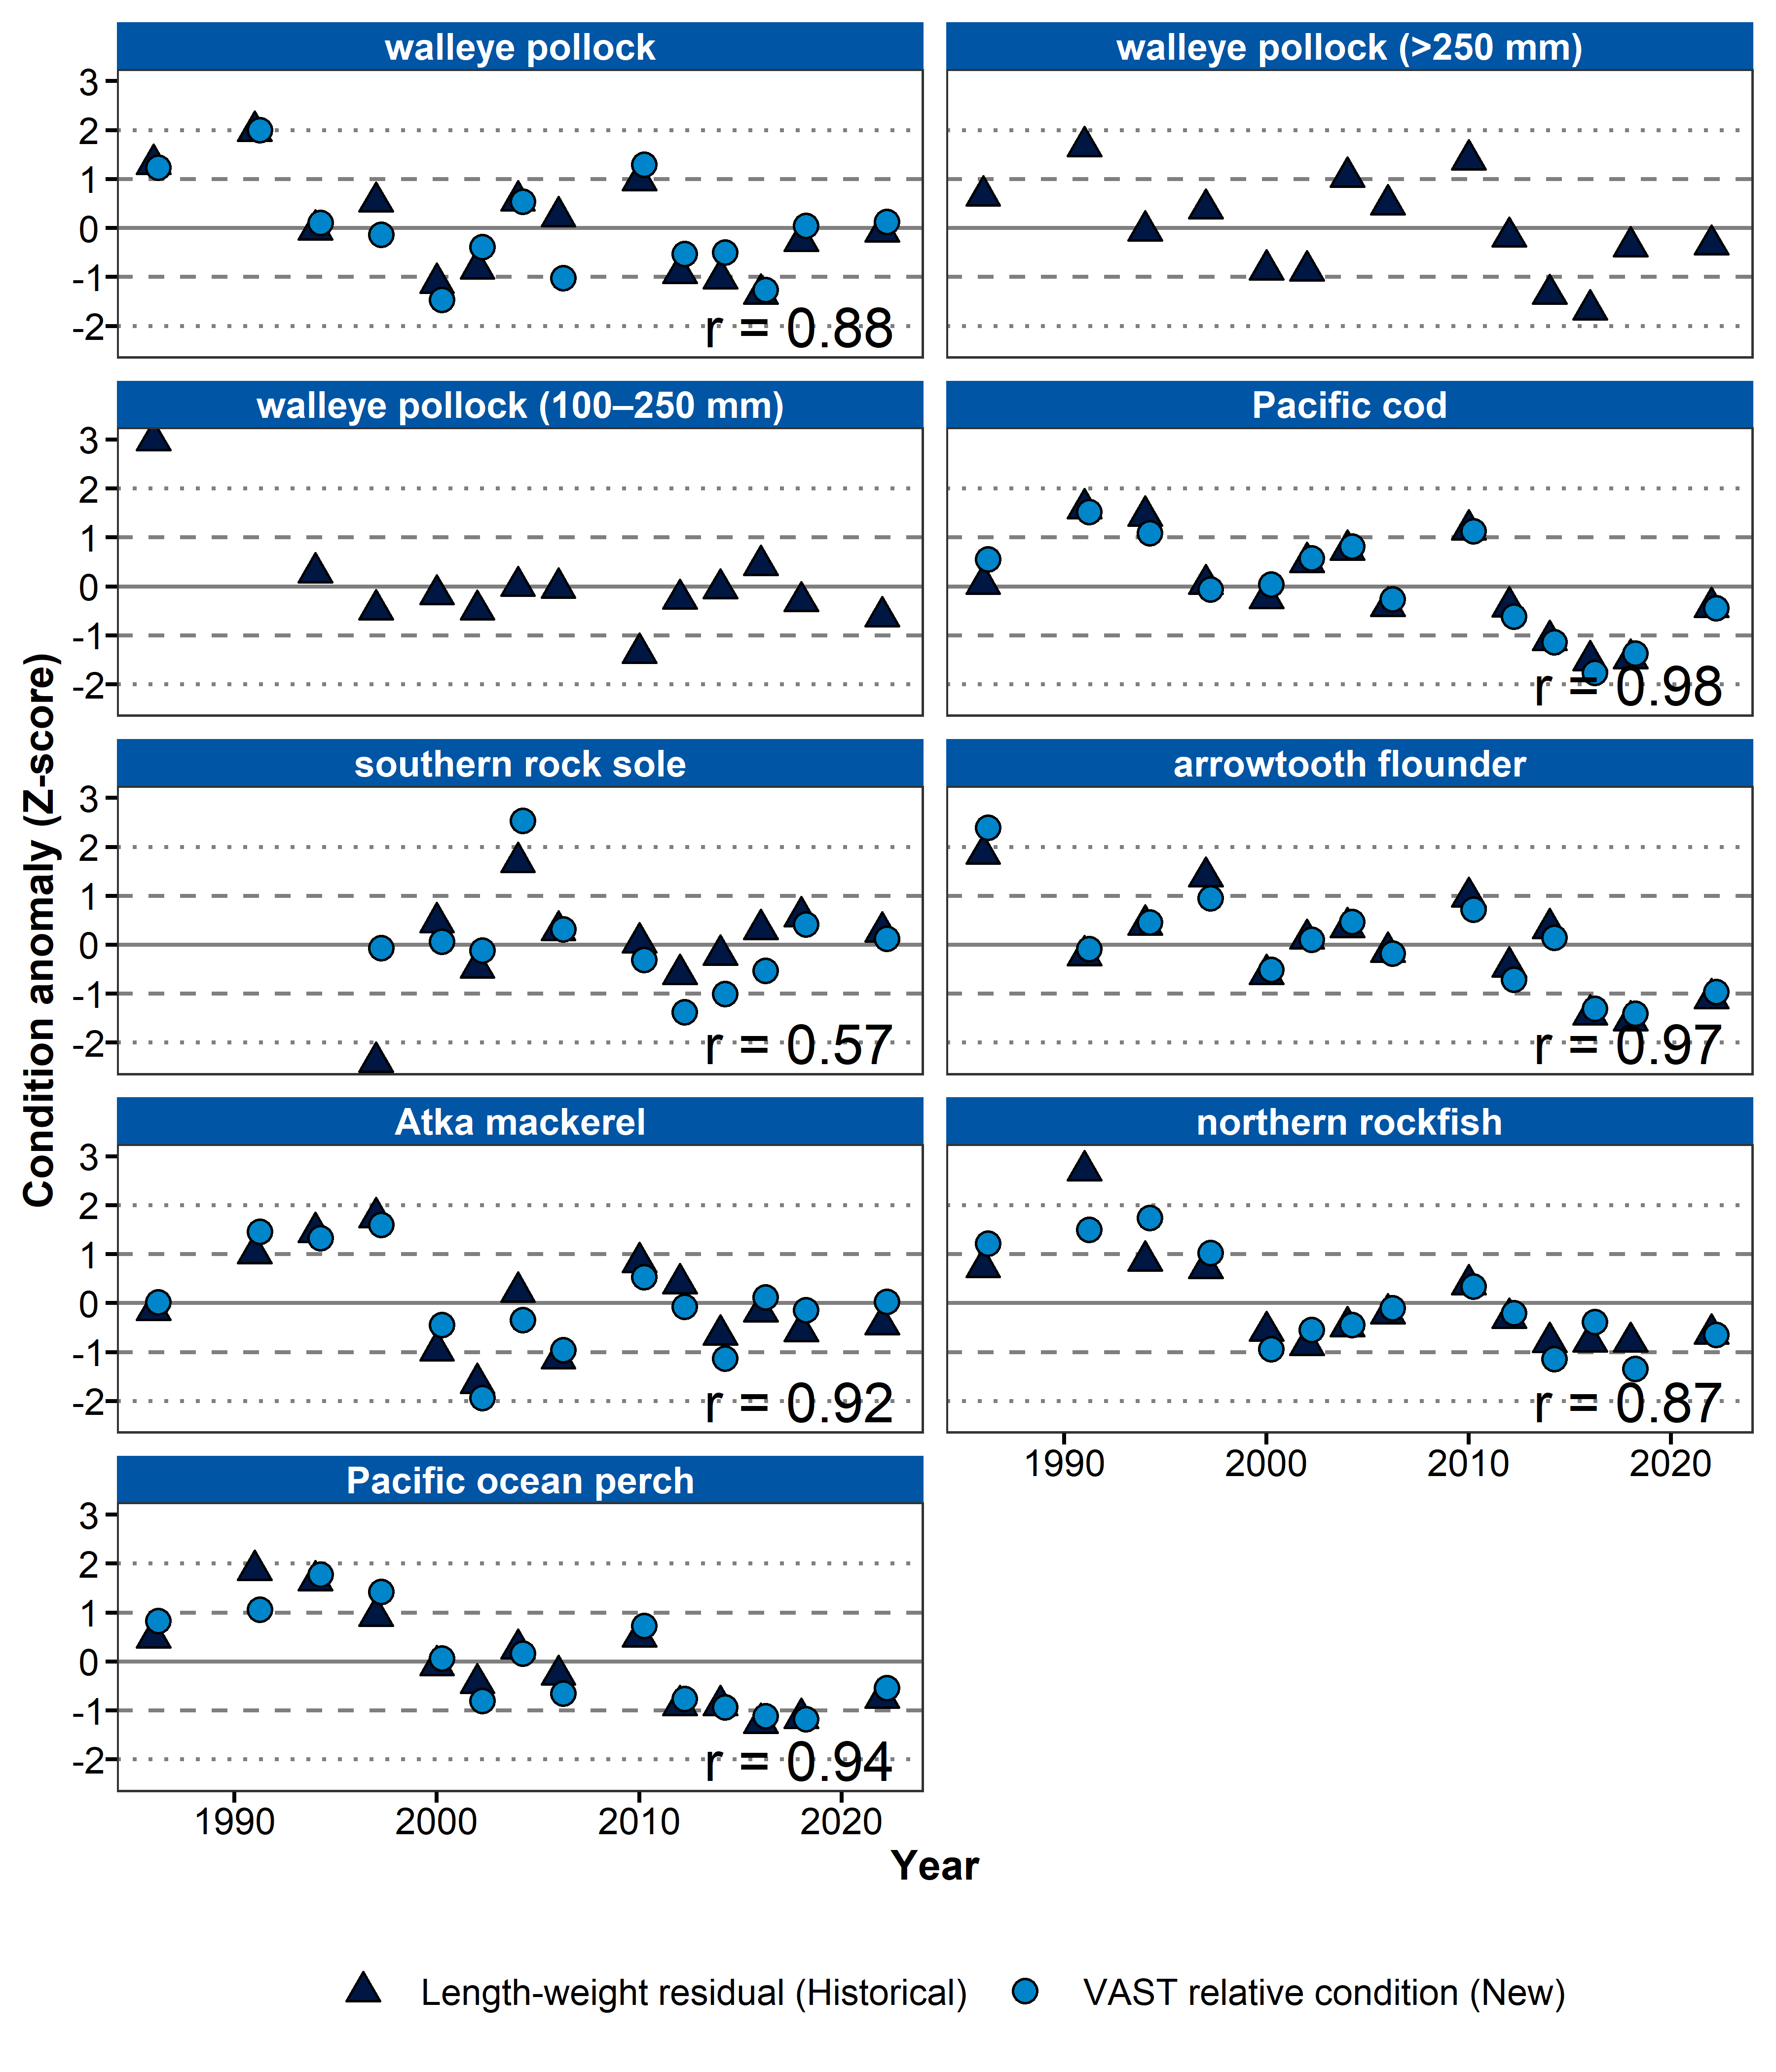 walleye pollock
walleye pollock (>250 mm)
3
2
1
0
-1
-2
r = 0.88
walleye pollock (100–250 mm)
Pacific cod
3
2
1
0
-1
-2
r = 0.98
southern rock sole
arrowtooth flounder
3
2
1
0
-1
-2
r = 0.57
r = 0.97
Condition anomaly (Z-score)
Atka mackerel
northern rockfish
3
2
1
0
-1
-2
r = 0.92
r = 0.87
1990 2000 2010 2020
Pacific ocean perch
3
2
1
0
-1
-2
r = 0.94
1990 2000 2010 2020
Year
Length-weight residual (Historical) VAST relative condition (New)